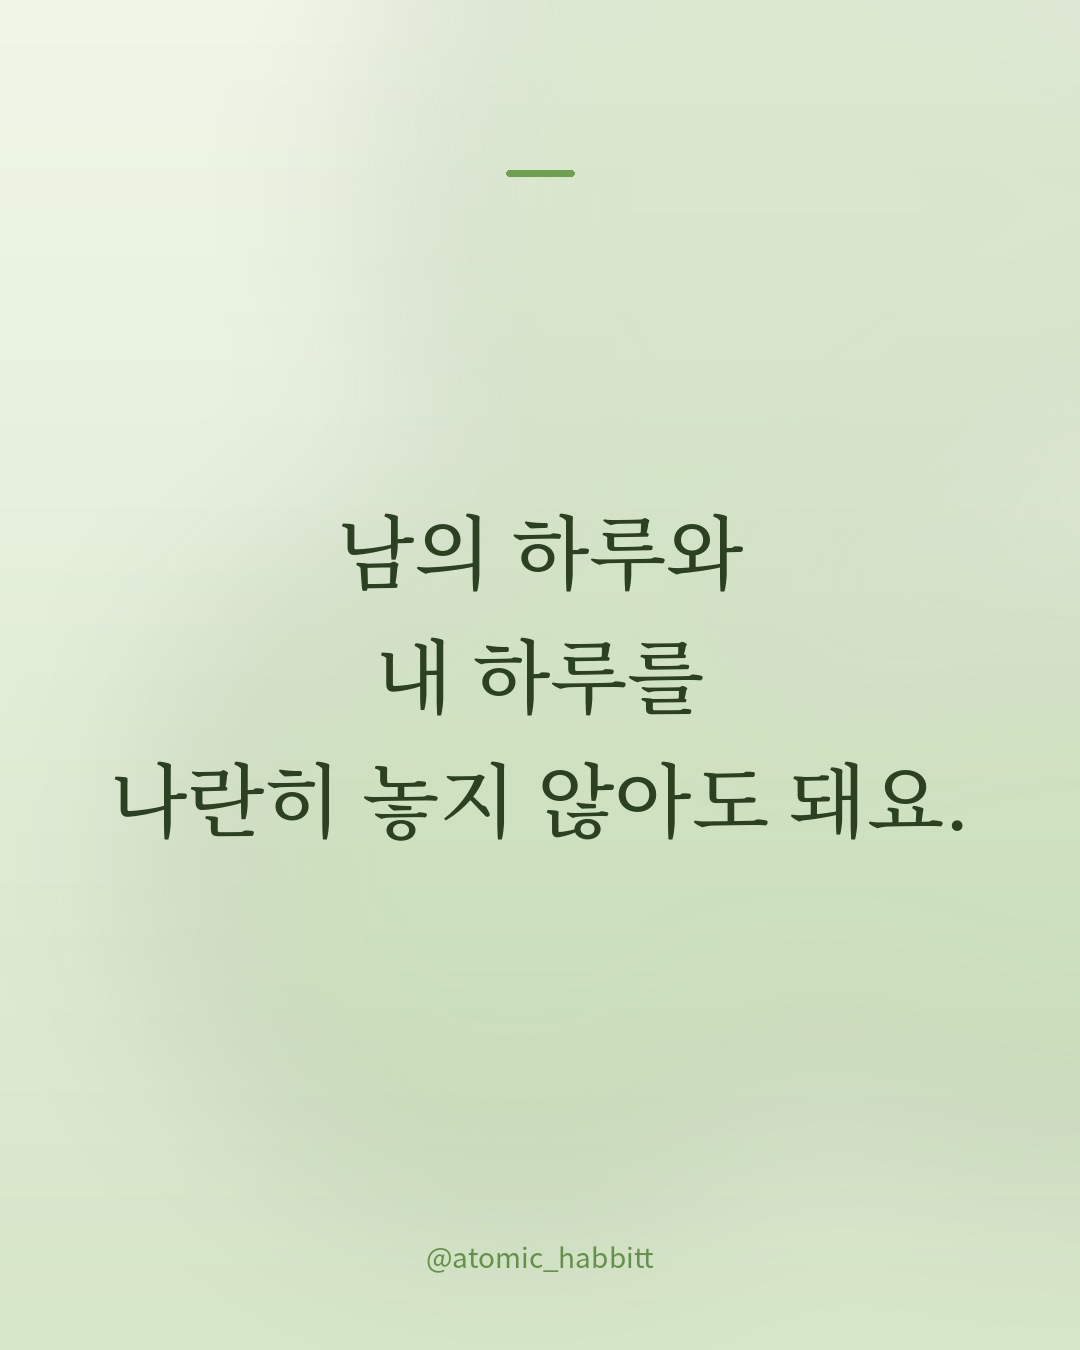 남의 하루와
내 하루를
나란히 놓지 않아도 돼요.
@atomic_habbitt